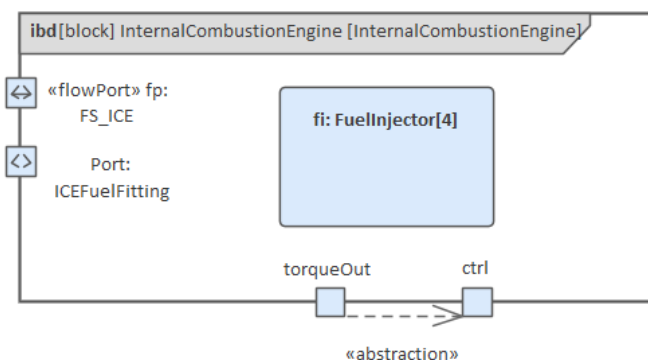 ibd[block] InternalCombustionEngine [InternalCombustionEngine]
«flowPort» fp:
FS_ICE
fi: FuelInjector[4]
Port:
ICEFuelFitting
torqueOut
ctrl
«abstraction»